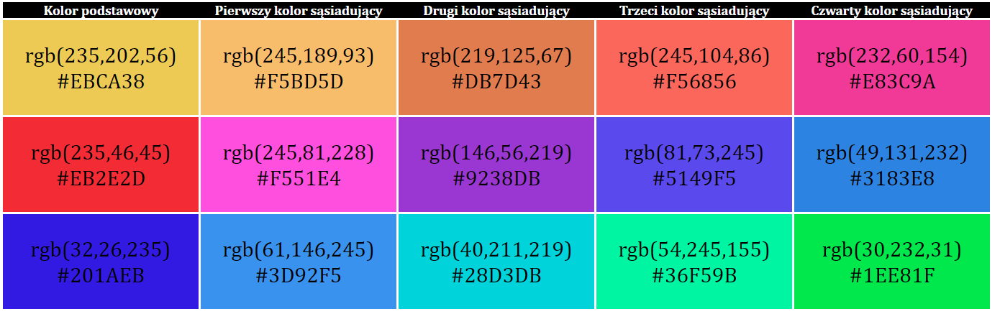 Kolor podstawowy Pierwszy kolor sąsiadujący Drugi kolor sąsiadujący Trzeci kolor sąsiadujący Czwarty kolor sąsiadujący
rgb(235,202,56) rgb(245,189,93) rgb(219,125,67) rgb(245,104,86) rgb(232,60,154)
#EBCA38 #F5BD5D #DB7D43 #F56856 #E83C9A
rgb(235,46,45) rgb(245,81,228) rgb(146,56,219) rgb(81,73,245) rgb(49,131,232)
#EB2E2D #F551E4 #9238DB #5149F5 #3183E8
rgb(32,26,235) rgb(61,146,245) rgb(40,211,219) rgb(54,245,155) rgb(30,232,31)
#201AEB #3D92F5 #28D3DB #36F59B #1EE81F